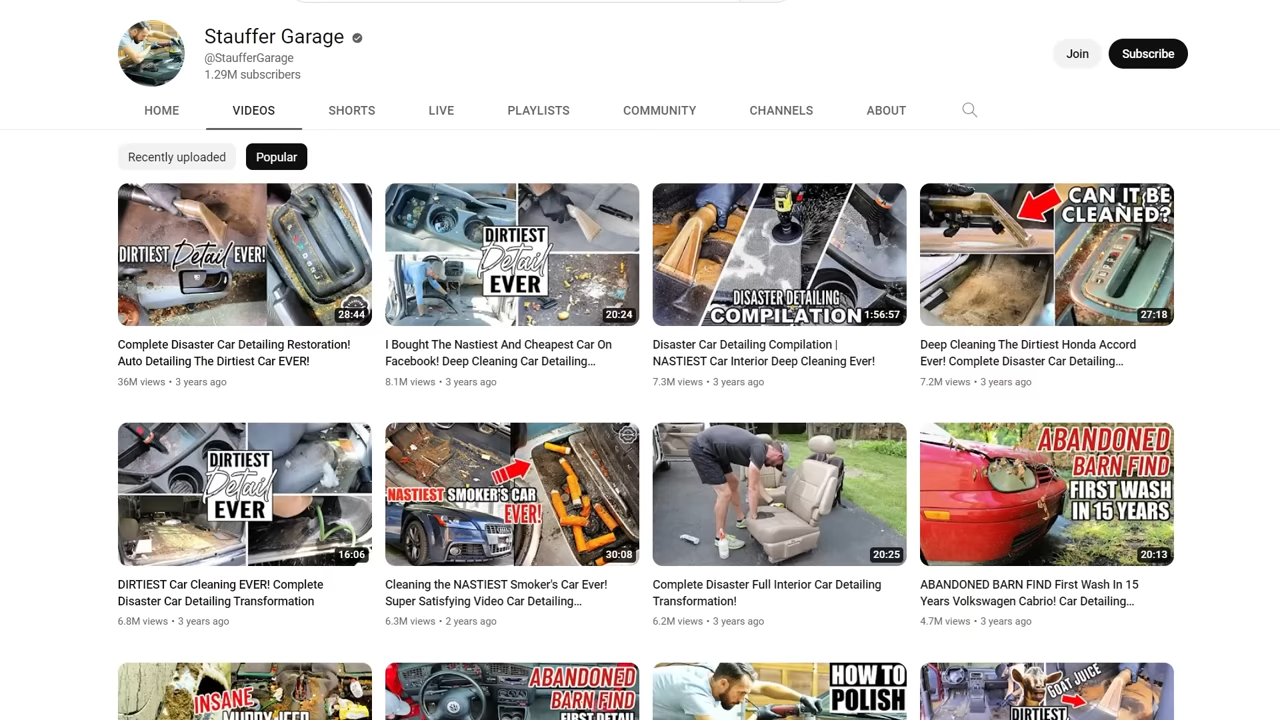 Stauffer Garage
@StaufferGarage
1.29M subscribers
Join
Subscribe
HOME
VIDEOS
SHORTS
LIVE
PLAYLISTS
COMMUNITY
CHANNELS
ABOUT
Recently uploaded
Popular
DIRTIEST Detail EVER!
28:44
DIRTIEST
Detail
EVER
20:24
DISASTER DETAILING
COMPILATION
1:56:57
CAN IT BE
CLEANED?
27:18
Complete Disaster Car Detailing Restoration!
Auto Detailing The Dirtiest Car EVER!
36M views • 3 years ago
I Bought The Nastiest And Cheapest Car On
Facebook! Deep Cleaning Car Detailing...
8.1M views • 3 years ago
Disaster Car Detailing Compilation |
NASTIEST Car Interior Deep Cleaning Ever!
7.3M views • 3 years ago
Deep Cleaning The Dirtiest Honda Accord
Ever! Complete Disaster Car Detailing...
7.2M views • 3 years ago
DIRTIEST
Detail
EVER
16:06
NASTIEST SMOKER'S CAR
EVER!
30:08
20:25
ABANDONED
BARN FIND
FIRST WASH
IN 15 YEARS
20:13
DIRTIEST Car Cleaning EVER! Complete
Disaster Car Detailing Transformation
6.8M views • 3 years ago
Cleaning the NASTIEST Smoker's Car Ever!
Super Satisfying Video Car Detailing...
6.3M views • 2 years ago
Complete Disaster Full Interior Car Detailing
Transformation!
6.2M views • 3 years ago
ABANDONED BARN FIND First Wash In 15
Years Volkswagen Cabrio! Car Detailing...
4.7M views • 3 years ago
INSANE
MUDDY JEEP
ABANDONED
BARN FIND
FIRST DETAIL
HOW TO
POLISH
GOAT JUICE
DIRTIEST